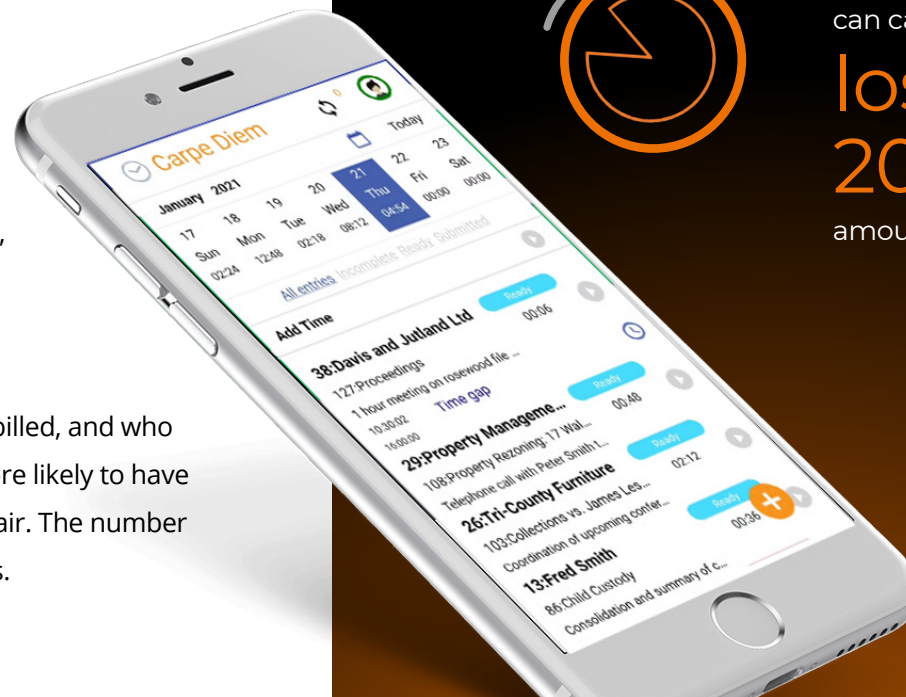 can ca
los
20
amou
,
billed, and who
re likely to have
air. The number
s.
Carpe Diem
0
January 2021
Today
17 18 19 20 21 22 23
Sun Mon Tue Wed Thu Fri Sat
02:24 12:48 02:18 08:12 04:54 00:00 00:00
All entries Incomplete Ready Submitted
Add Time
38:Davis and Jutland Ltd
Ready
127:Proceedings
00:06
1 hour meeting on rosewood file ...
10:30:02
Time gap
16:00:00
29:Property Manageme...
Ready
108:Property Rezoning: 17 Wal...
00:48
Telephone call with Peter Smith t...
26:Tri-County Furniture
Ready
103:Collections vs. James Les...
02:12
Coordination of upcoming confer...
13:Fred Smith
Ready
86:Child Custody
00:36
Consolidation and summary of c...